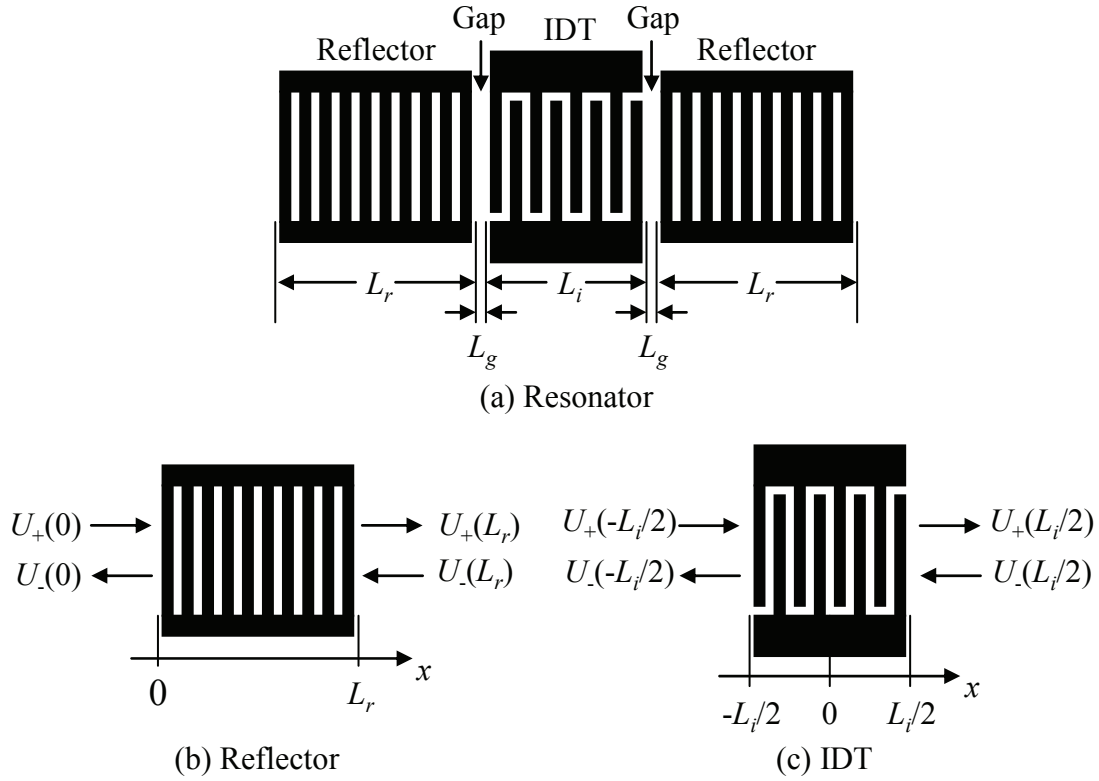 Gap IDT Gap
Reflector Reflector
L_r L_i L_r
L_g L_g
(a) Resonator
U_+(0) U_+(L_r) U_+(-L_i/2) U_+(L_i/2)
U_-(0) U_-(L_r) U_-(-L_i/2) U_-(L_i/2)
x x
0 L_r -L_i/2 0 L_i/2
(b) Reflector (c) IDT